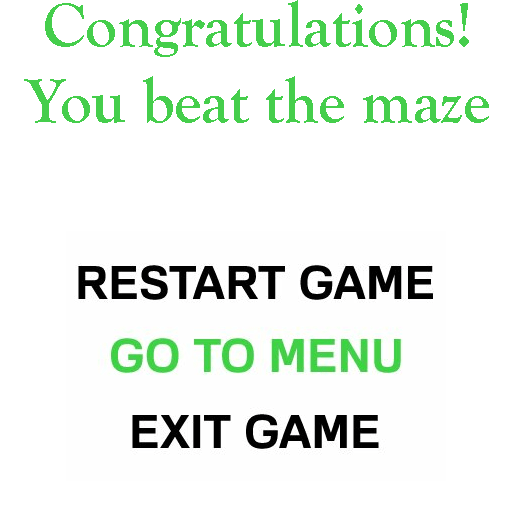 Congratulations!
You beat the maze
RESTART GAME
GO TO MENU
EXIT GAME